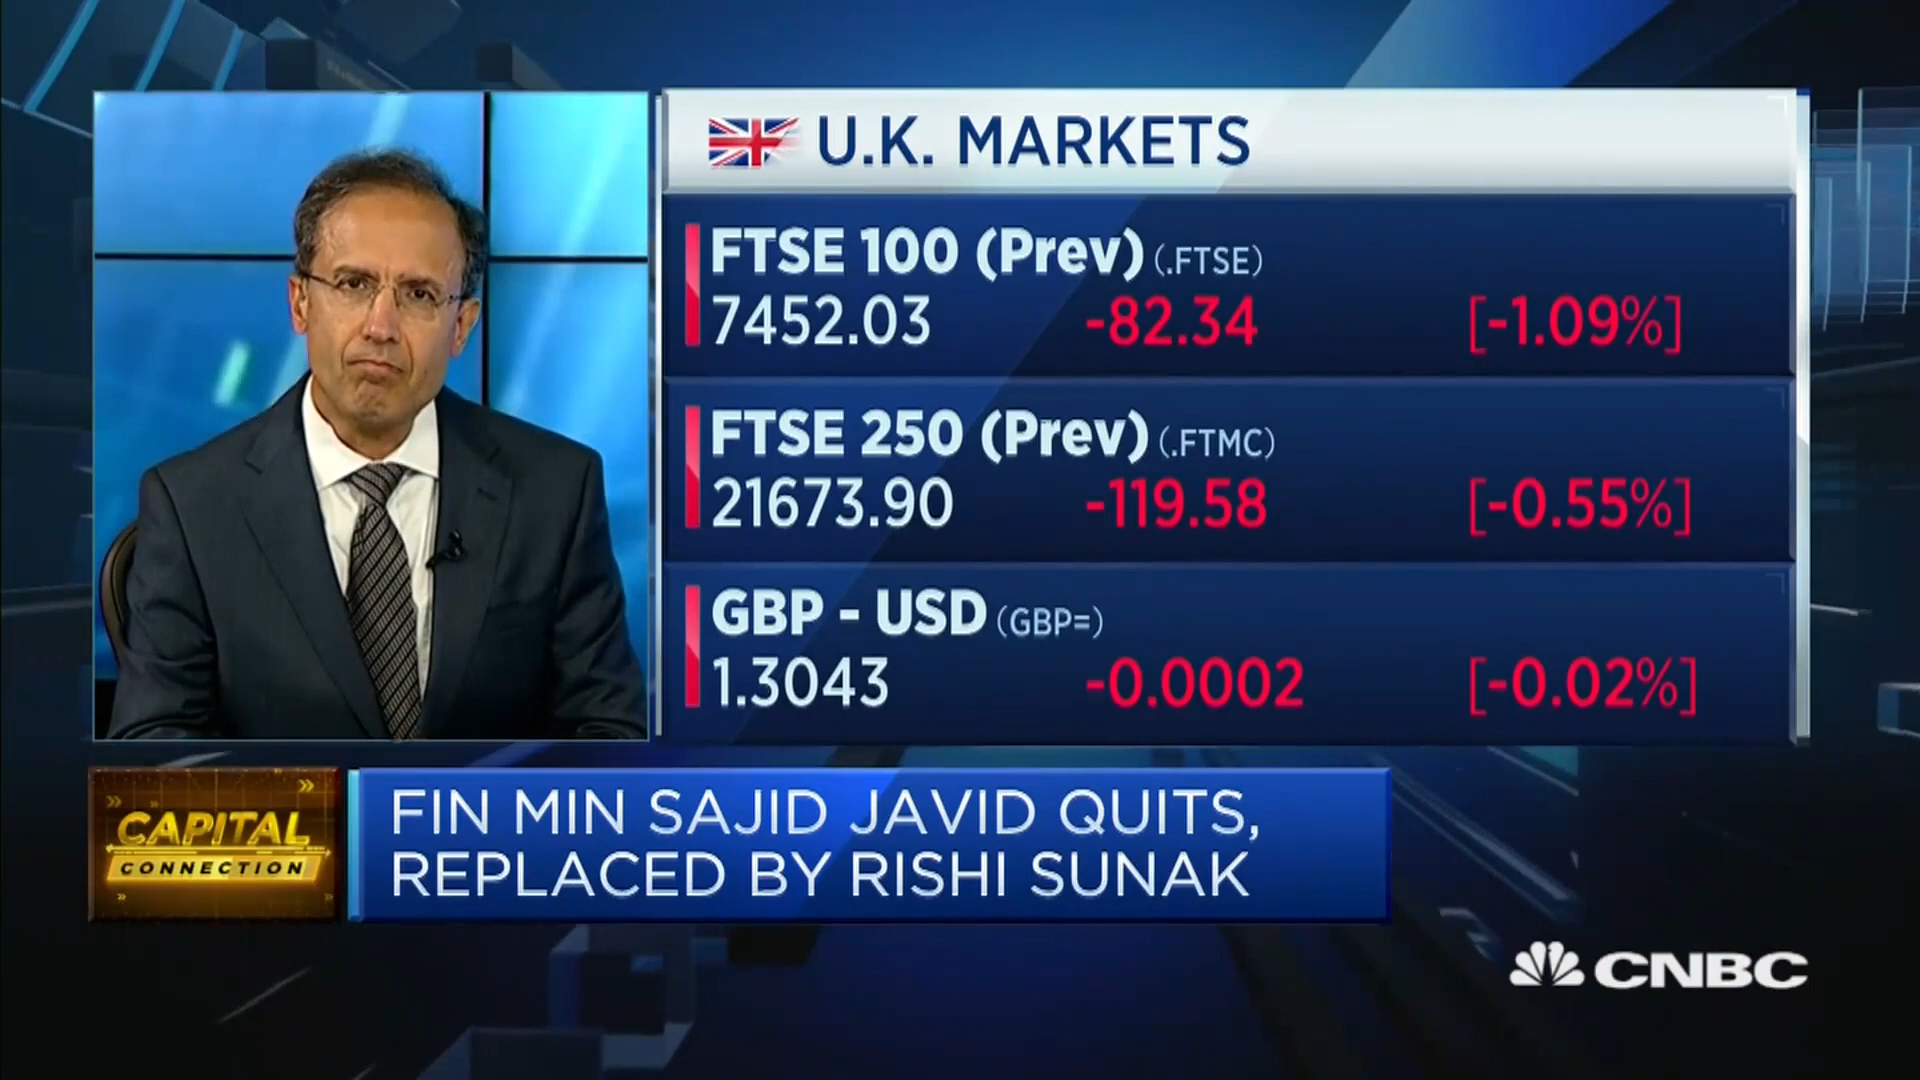 U.K. MARKETS
FTSE 100 (Prev) (.FTSE)
7452.03 -82.34 [-1.09%]
FTSE 250 (Prev) (.FTMC)
21673.90 -119.58 [-0.55%]
GBP - USD (GBP=)
1.3043 -0.0002 [-0.02%]
CAPITAL
CONNECTION
FIN MIN SAJID JAVID QUITS,
REPLACED BY RISHI SUNAK
CNBC